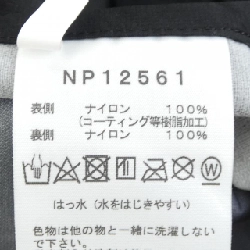 NP12561
表側 ナイロン 100%
(コーティング等樹脂加工)
裏側 ナイロン 100%
はっ水(水をはじきやすい)
色物は他の物と一緒に洗濯しない
で下さい。